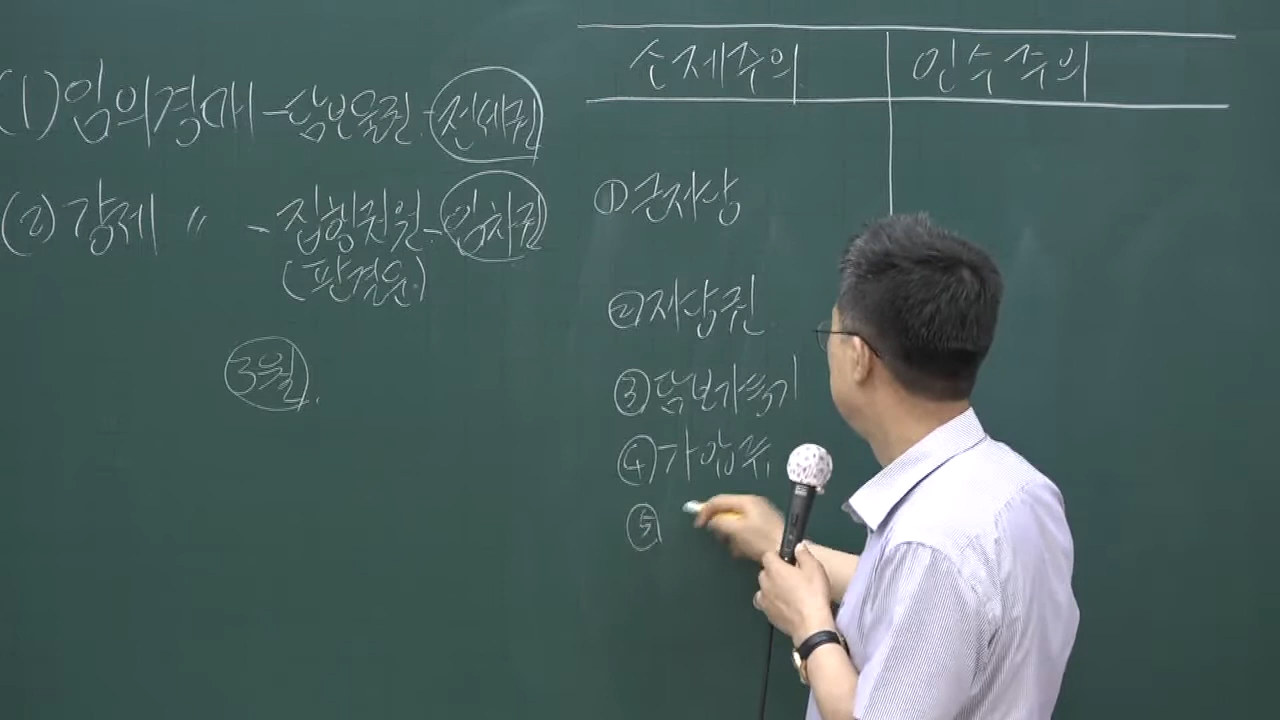 (1) 임의경매 - 담보물권 - 전세권
(2) 강제 〃 - 집행권원 - 임차권
(판결문)
3월.
소제주의 인수주의
① 근저당
② 저당권
③ 담보가등기
④ 가압류
⑤